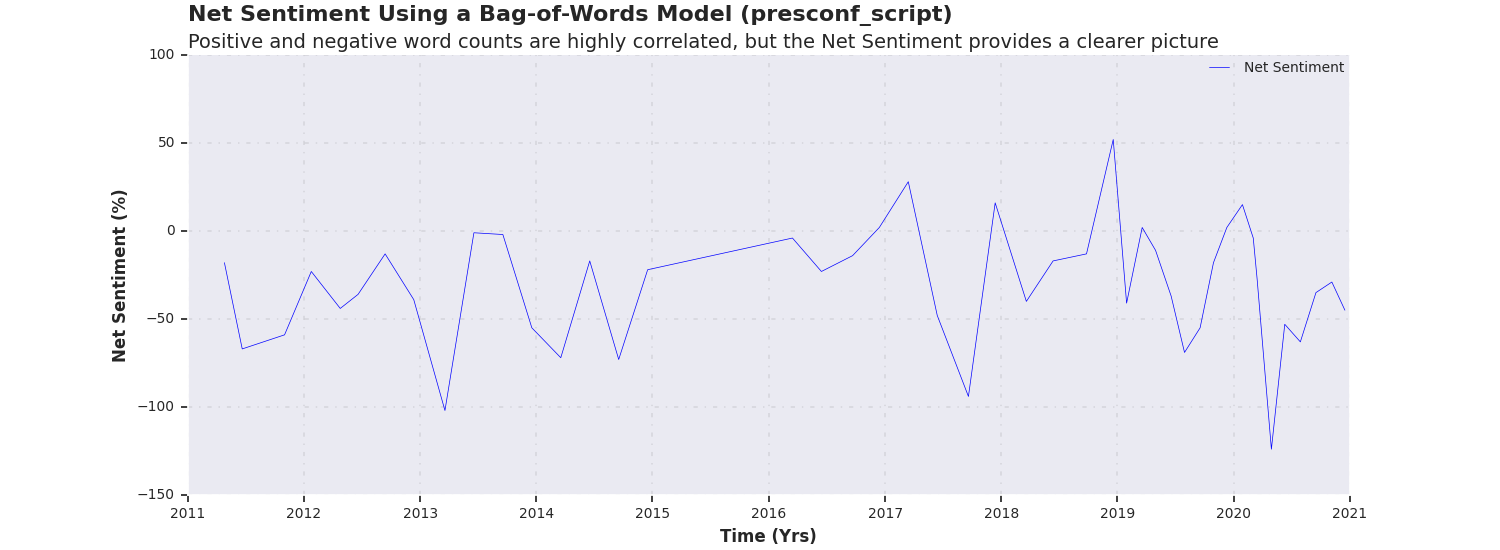 Net Sentiment Using a Bag-of-Words Model (presconf_script)
Positive and negative word counts are highly correlated, but the Net Sentiment provides a clearer picture
100
50
0
−50
−100
−150
Net Sentiment (%)
Net Sentiment
2011 2012 2013 2014 2015 2016 2017 2018 2019 2020 2021
Time (Yrs)